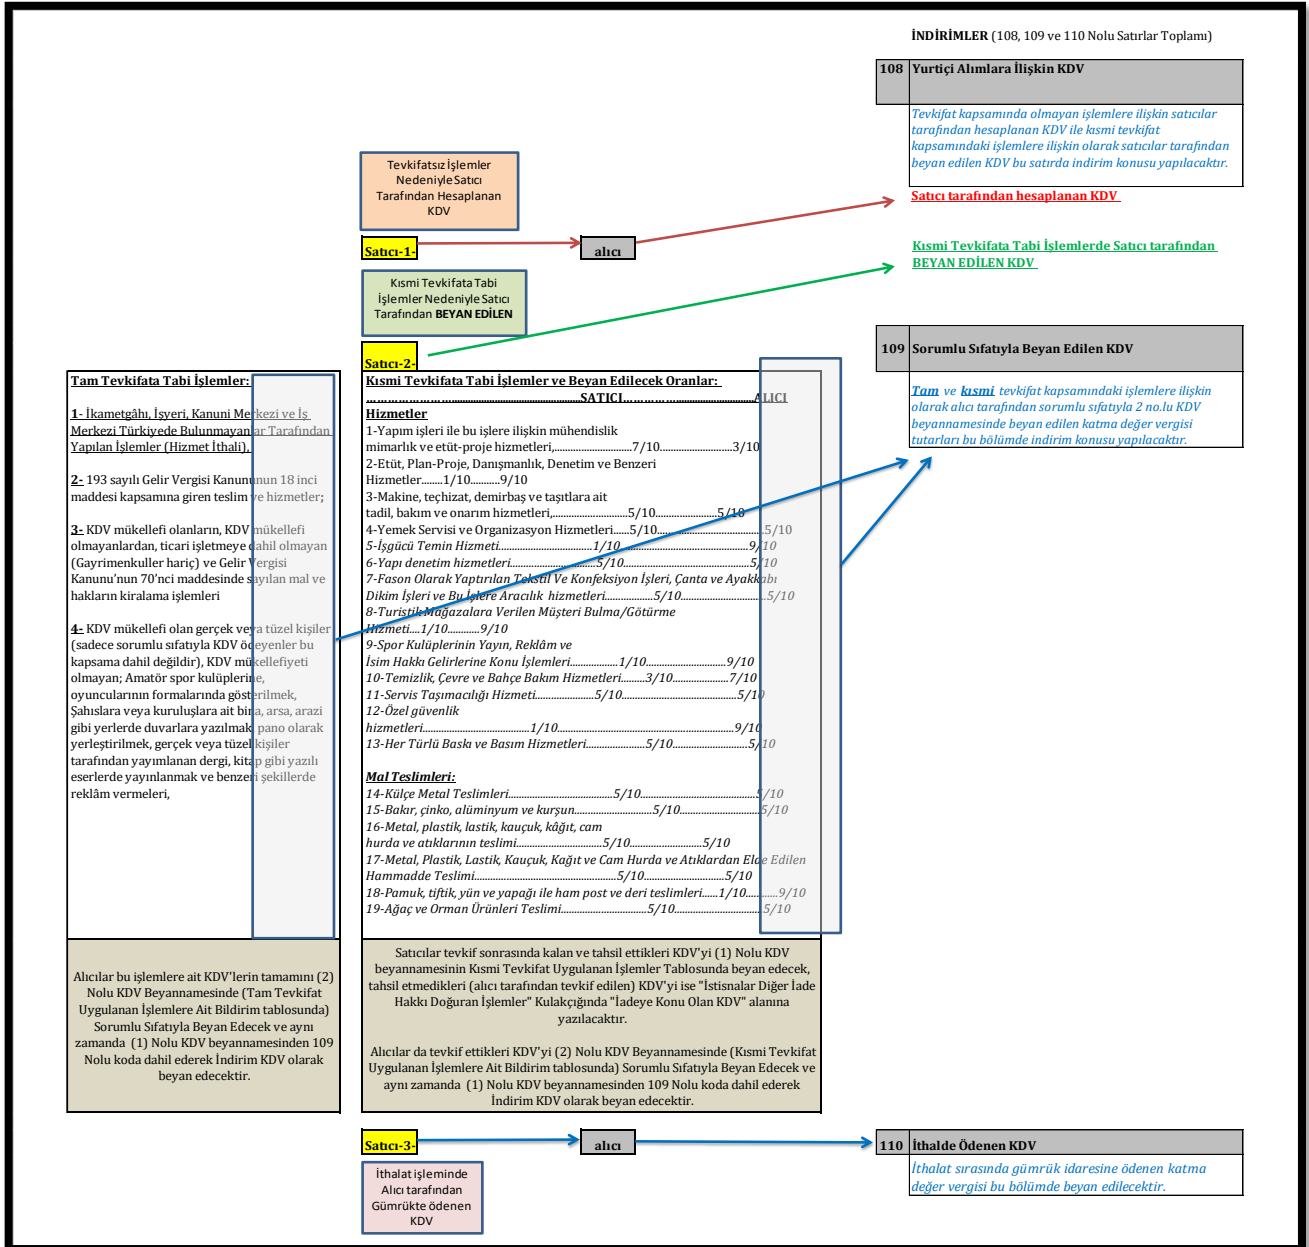 İNDİRİMLER (108, 109 ve 110 Nolu Satırlar Toplamı)
108 Yurtiçi Alımlara İlişkin KDV
Tevkifat kapsamında olmayan işlemlere ilişkin satıcılar
tarafından hesaplanan KDV ile kısmi tevkifat
kapsamındaki işlemlere ilişkin olarak satıcılar tarafından
beyan edilen KDV bu satırda indirim konusu yapılacaktır.
Tevkifatsız İşlemler
Nedeniyle Satıcı
Tarafından Hesaplanan
KDV
Satıcı tarafından hesaplanan KDV
Satıcı-1-
alıcı
Kısmi Tevkifata Tabi İşlemlerde Satıcı tarafından
BEYAN EDİLEN KDV
Kısmi Tevkifata Tabi
İşlemler Nedeniyle Satıcı
Tarafından BEYAN EDİLEN
Satıcı-2-
109 Sorumlu Sıfatıyla Beyan Edilen KDV
Tam ve kısmi tevkifat kapsamındaki işlemlere ilişkin
olarak alıcı tarafından sorumlu sıfatıyla 2 no.lu KDV
beyannamesinde beyan edilen katma değer vergisi
tutarları bu bölümde indirim konusu yapılacaktır.
Tam Tevkifata Tabi İşlemler:
1- İkametgâhı, İşyeri, Kanuni Merkezi ve İş
Merkezi Türkiyede Bulunmayanlar Tarafından
Yapılan İşlemler (Hizmet İthali),
2- 193 sayılı Gelir Vergisi Kanununun 18 inci
maddesi kapsamına giren teslim ve hizmetler;
3- KDV mükellefi olanların, KDV mükellefi
olmayanlardan, ticari işletmeye dahil olmayan
(Gayrimenkuller hariç) ve Gelir Vergisi
Kanunu'nun 70'nci maddesinde sayılan mal ve
hakların kiralama işlemleri
4- KDV mükellefi olan gerçek veya tüzel kişiler
(sadece sorumlu sıfatıyla KDV ödeyenler bu
kapsama dahil değildir), KDV mükellefiyeti
olmayan; Amatör spor kulüplerine,
oyuncularının formalarında gösterilmek,
Şahıslara veya kuruluşlara ait bina, arsa, arazi
gibi yerlerde duvarlara yazılmak, pano olarak
yerleştirilmek, gerçek veya tüzel kişiler
tarafından yayımlanan dergi, kitap gibi yazılı
eserlerde yayınlanmak ve benzeri şekillerde
reklâm vermeleri,
Kısmi Tevkifata Tabi İşlemler ve Beyan Edilecek Oranlar:
..............................................SATICI..............................ALICI
Hizmetler
1-Yapım işleri ile bu işlere ilişkin mühendislik
mimarlık ve etüt-proje hizmetleri,..........................7/10.........................3/10
2-Etüt, Plan-Proje, Danışmanlık, Denetim ve Benzeri
Hizmetler........1/10..........9/10
3-Makine, teçhizat, demirbaş ve taşıtlara ait
tadil, bakım ve onarım hizmetleri,.........................5/10..............................5/10
4-Yemek Servisi ve Organizasyon Hizmetleri......5/10....................................5/10
5-İşgücü Temin Hizmeti................................1/10...........................................9/10
6-Yapı denetim hizmetleri.............................5/10..........................................5/10
7-Fason Olarak Yaptırılan Tekstil Ve Konfeksiyon İşleri, Çanta ve Ayakkabı
Dikim İşleri ve Bu İşlere Aracılık hizmetleri................5/10............................5/10
8-Turistik Mağazalara Verilen Müşteri Bulma/Götürme
Hizmeti....1/10...........9/10
9-Spor Kulüplerinin Yayın, Reklâm ve
İsim Hakkı Gelirlerine Konu İşlemleri..................1/10...........................9/10
10-Temizlik, Çevre ve Bahçe Bakım Hizmetleri.........3/10..................7/10
11-Servis Taşımacılığı Hizmeti....................5/10.......................................5/10
12-Özel güvenlik
hizmetleri....................................1/10............................................................9/10
13-Her Türlü Baskı ve Basım Hizmetleri....................5/10..........................5/10
Mal Teslimleri:
14-Külçe Metal Teslimleri...................................5/10.......................................5/10
15-Bakır, çinko, alüminyum ve kurşun.........................5/10...........................5/10
16-Metal, plastik, lastik, kauçuk, kâğıt, cam
hurda ve atıklarının teslimi.............................5/10........................5/10
17-Metal, Plastik, Lastik, Kauçuk, Kağıt ve Cam Hurda ve Atıklardan Elde Edilen
Hammadde Teslimi................................................5/10...........................5/10
18-Pamuk, tiftik, yün ve yapağı ile ham post ve deri teslimleri......1/10...........9/10
19-Ağaç ve Orman Ürünleri Teslimi.............................5/10.............................5/10
Alıcılar bu işlemlere ait KDV'lerin tamamını (2)
Nolu KDV Beyannamesinde (Tam Tevkifat
Uygulanan İşlemlere Ait Bildirim tablosunda)
Sorumlu Sıfatıyla Beyan Edecek ve aynı
zamanda (1) Nolu KDV beyannamesinden 109
Nolu koda dahil ederek İndirim KDV olarak
beyan edecektir.
Satıcılar tevkif sonrasında kalan ve tahsil ettikleri KDV'yi (1) Nolu KDV
beyannamesinin Kısmi Tevkifat Uygulanan İşlemler Tablosunda beyan edecek,
tahsil etmedikleri (alıcı tarafından tevkif edilen) KDV'yi ise "İstisnalar Diğer İade
Hakkı Doğuran İşlemler" Kulakçığında "İadeye Konu Olan KDV" alanına
yazılacaktır.
Alıcılar da tevkif ettikleri KDV'yi (2) Nolu KDV Beyannamesinde (Kısmi Tevkifat
Uygulanan İşlemlere Ait Bildirim tablosunda) Sorumlu Sıfatıyla Beyan Edecek ve
aynı zamanda (1) Nolu KDV beyannamesinden 109 Nolu koda dahil ederek
İndirim KDV olarak beyan edecektir.
Satıcı-3-
alıcı
110 İthalde Ödenen KDV
İthalat sırasında gümrük idaresine ödenen katma
değer vergisi bu bölümde beyan edilecektir.
İthalat işleminde
Alıcı tarafından
Gümrükte ödenen
KDV